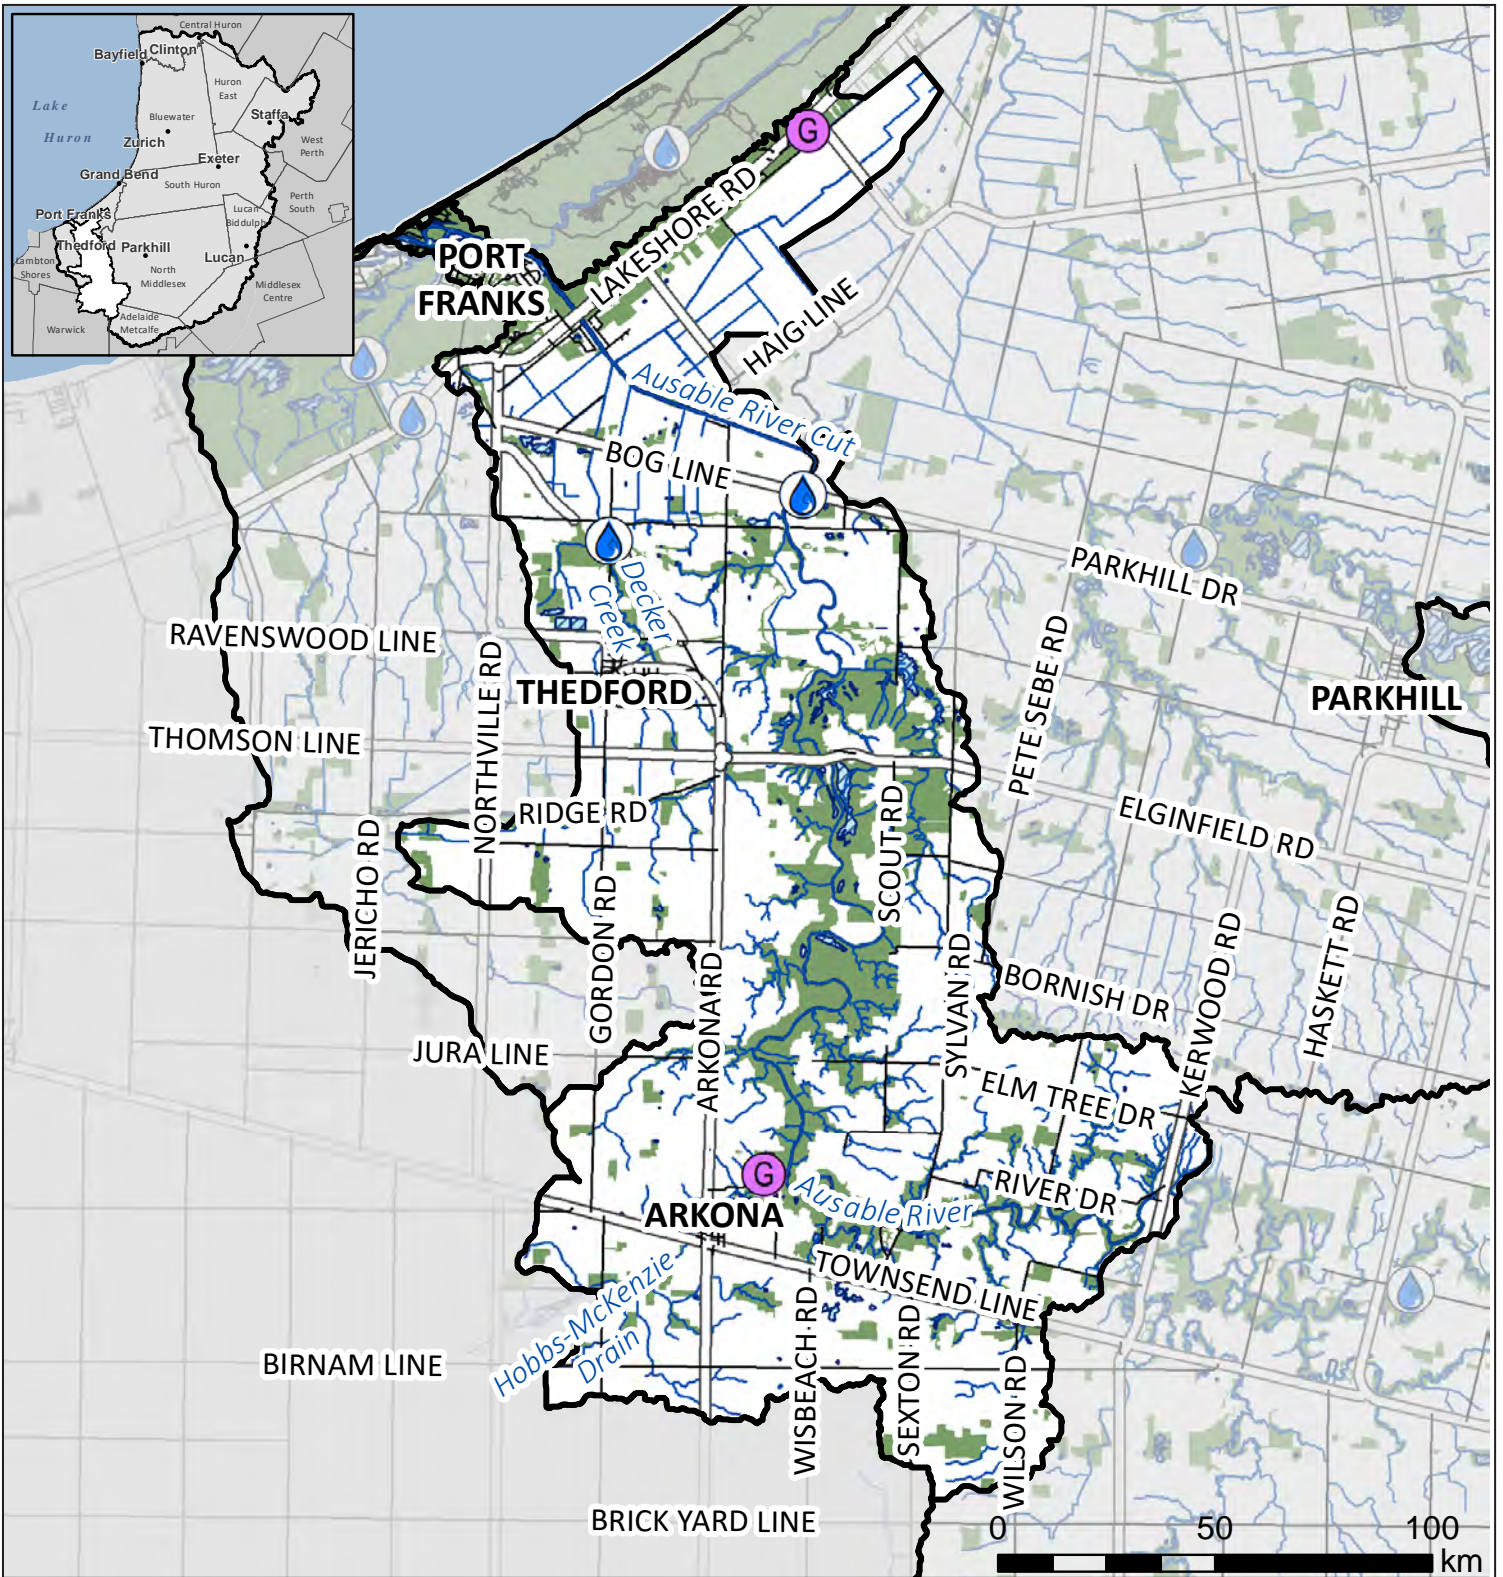 Central Huron
Bayfield
Clinton
Huron
East
Lake
Huron
Bluewater
Staffa
West
Perth
Zurich
Exeter
Grand Bend
South Huron
Perth
South
Port Franks
Lucan
Biddulph
Thedford
Parkhill
Lucan
Lambton
Shores
North
Middlesex
Middlesex
Centre
Warwick
Adelaide
Metcalfe
G
LAKESHORE RD
PORT
FRANKS
HAIG LINE
Ausable River Cut
BOG LINE
PARKHILL DR
Decker
Creek
RAVENSWOOD LINE
NORTHVILLE RD
PETE SEBE RD
THEDFORD
PARKHILL
THOMSON LINE
RIDGE RD
SCOUT RD
ELGINFIELD RD
JERICHO RD
GORDON RD
ARKONA RD
SYLVAN RD
BORNISH DR
KERWOOD RD
HASKETT RD
JURA LINE
ELM TREE DR
G
RIVER DR
Ausable River
ARKONA
TOWNSEND LINE
Hobbs-McKenzie
Drain
BIRNAM LINE
WISBEACH RD
SEXTON RD
WILSON RD
BRICK YARD LINE
0 50 100
km